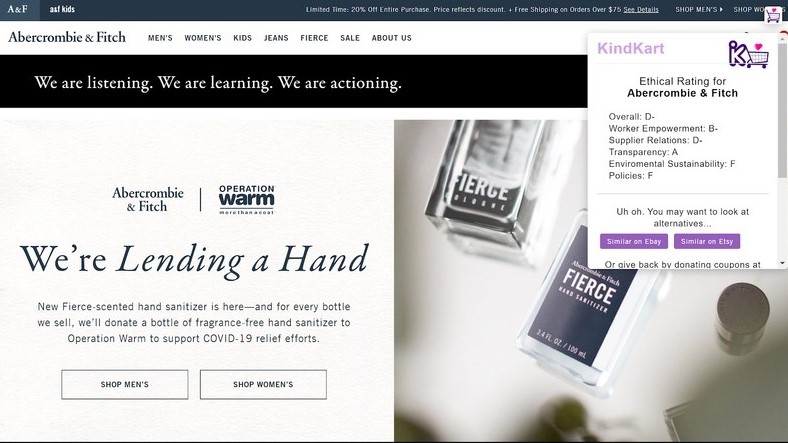 A&F
a&f kids
Limited Time: 20% Off Entire Purchase. Price reflects discount. + Free Shipping on Orders Over $75 See Details
SHOP MEN'S
SHOP
Abercrombie & Fitch
MEN'S
WOMEN'S
KIDS
JEANS
FIERCE
SALE
ABOUT US
We are listening. We are learning. We are actioning.
Abercrombie
& Fitch
OPERATION
warm
more than a coat
We're Lending a Hand
New Fierce-scented hand sanitizer is here—and for every bottle
we sell, we'll donate a bottle of fragrance-free hand sanitizer to
Operation Warm to support COVID-19 relief efforts.
SHOP MEN'S
SHOP WOMEN'S
FIERCE
COLOGNE
Abercrombie & Fitch
FIERCE
HAND SANITIZER
3.4 FL. OZ. / 100 mL
KindKart
Ethical Rating for
Abercrombie & Fitch
Overall: D-
Worker Empowerment: B-
Supplier Relations: D-
Transparency: A
Enviromental Sustainability: F
Policies: F
Uh oh. You may want to look at
alternatives...
Similar on Ebay
Similar on Etsy
Or give back by donating coupons at